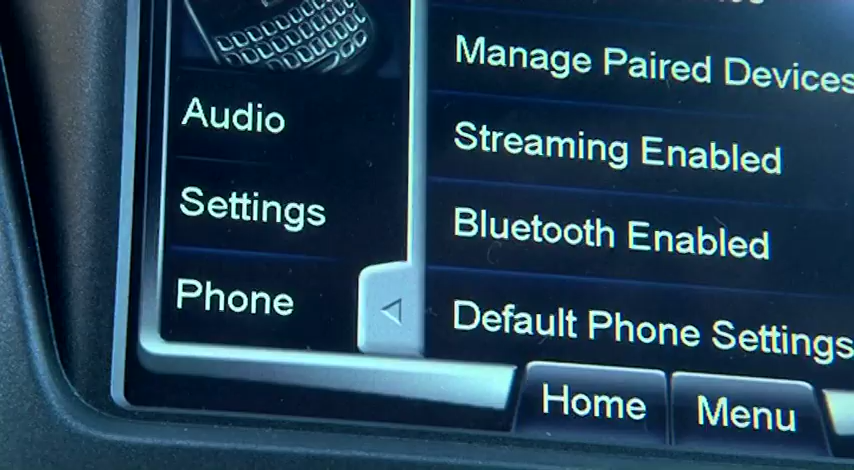 Manage Paired Devices
Streaming Enabled
Bluetooth Enabled
Default Phone Settings
Audio
Settings
Phone
Home
Menu